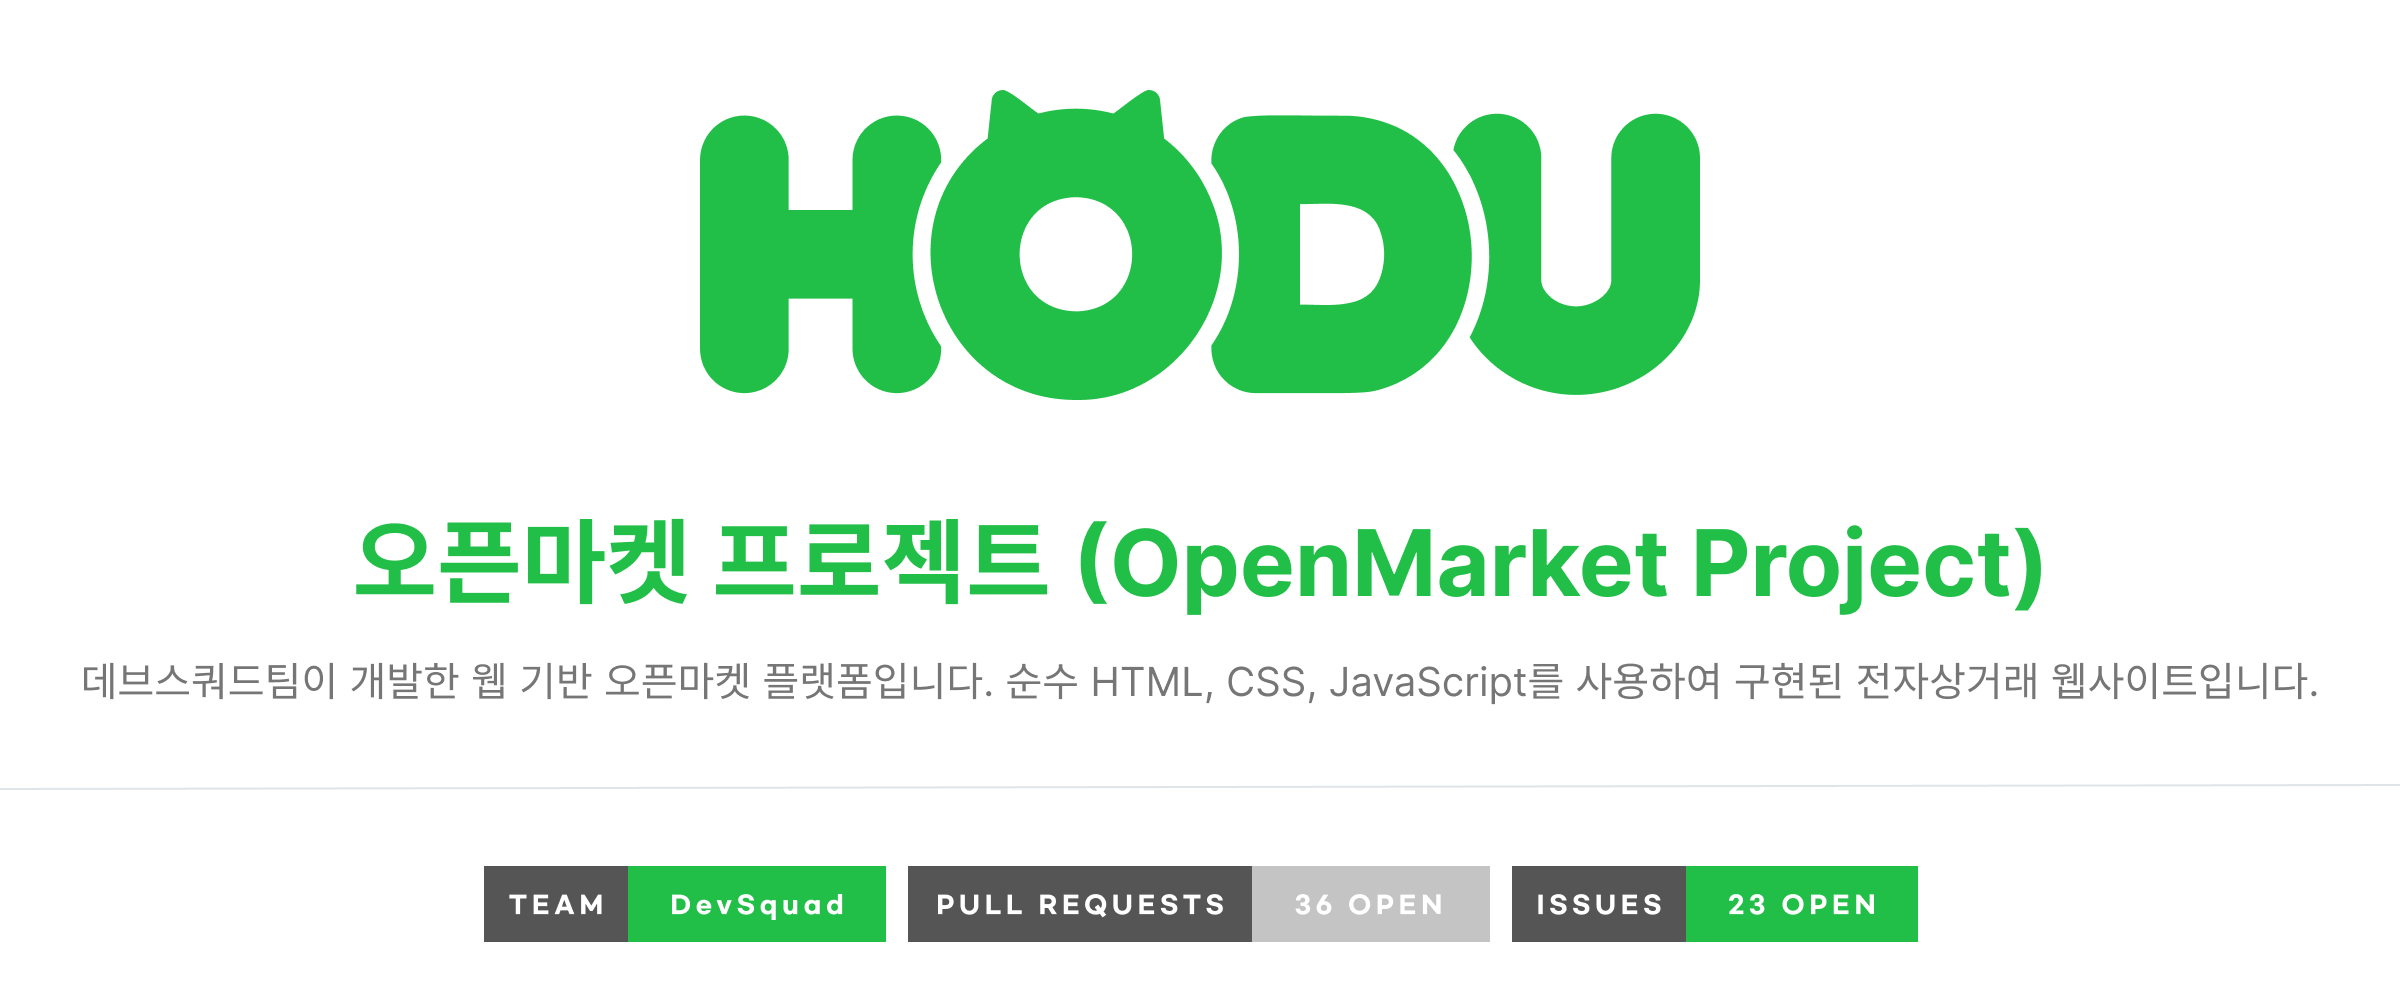 HODU
오픈마켓 프로젝트 (OpenMarket Project)
데브스쿼드팀이 개발한 웹 기반 오픈마켓 플랫폼입니다. 순수 HTML, CSS, JavaScript를 사용하여 구현된 전자상거래 웹사이트입니다.
TEAM DevSquad PULL REQUESTS 36 OPEN ISSUES 23 OPEN